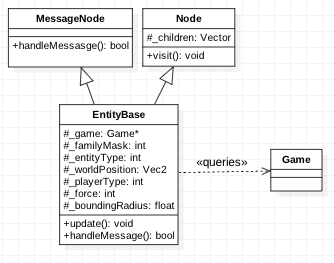 MessageNode
+handleMessasge(): bool
Node
#_children: Vector
+visit(): void
EntityBase
#_game: Game*
#_familyMask: int
#_entityType: int
#_worldPosition: Vec2
#_playerType: int
#_force: int
#_boundingRadius: float
+update(): void
+handleMessage(): bool
«queries»
Game